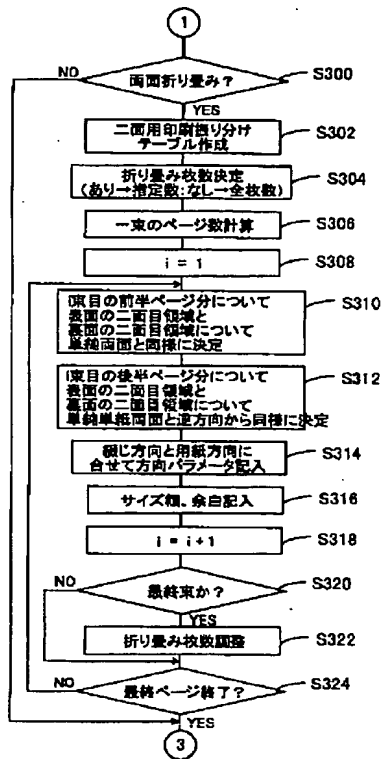 1
NO
両面折り畳み?
S300
YES
二面用印刷振り分け
テーブル作成
S302
折り畳み枚数決定
(あり→指定数:なし→全枚数)
S304
一束のページ数計算
S306
i = 1
S308
i束目の前半ページ分について
表面の二面目領域と
裏面の二面目領域について
単純両面と同様に決定
S310
i束目の後半ページ分について
表面の二面目領域と
裏面の二面目領域について
単純単紙両面と逆方向から同様に決定
S312
綴じ方向と用紙方向に
合せて方向パラメータ記入
S314
サイズ欄、余白記入
S316
i = i+1
S318
NO
最終束か?
S320
YES
折り畳み枚数調整
S322
NO
最終ページ終了?
S324
YES
3